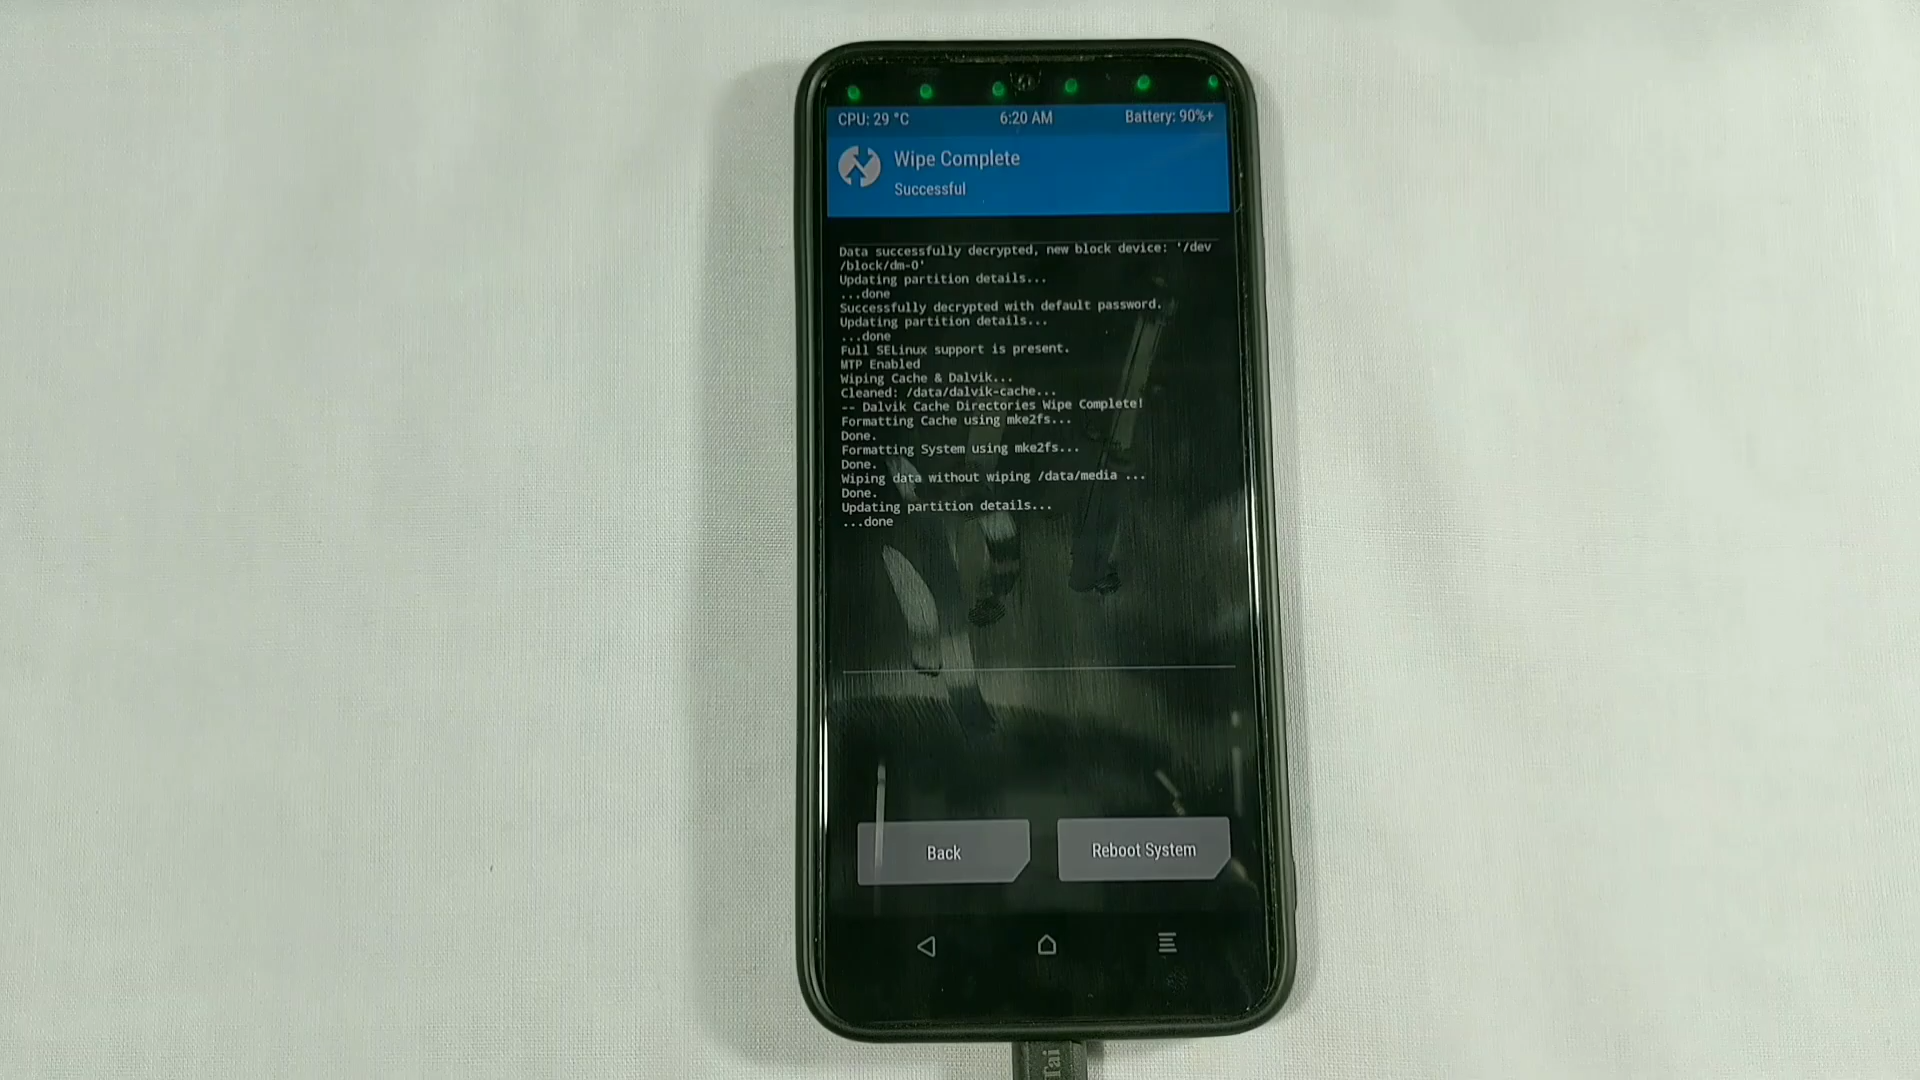 CPU: 29 °C 6:20 AM Battery: 90%+
Wipe Complete
Successful
Data successfully decrypted, new block device: '/dev
/block/dm-0'
Updating partition details...
...done
Successfully decrypted with default password.
Updating partition details...
...done
Full SELinux support is present.
MTP Enabled
Wiping Cache & Dalvik...
Cleaned: /data/dalvik-cache...
-- Dalvik Cache Directories Wipe Complete!
Formatting Cache using mke2fs...
Done.
Formatting System using mke2fs...
Done.
Wiping data without wiping /data/media ...
Done.
Updating partition details...
...done
Back Reboot System
Tai